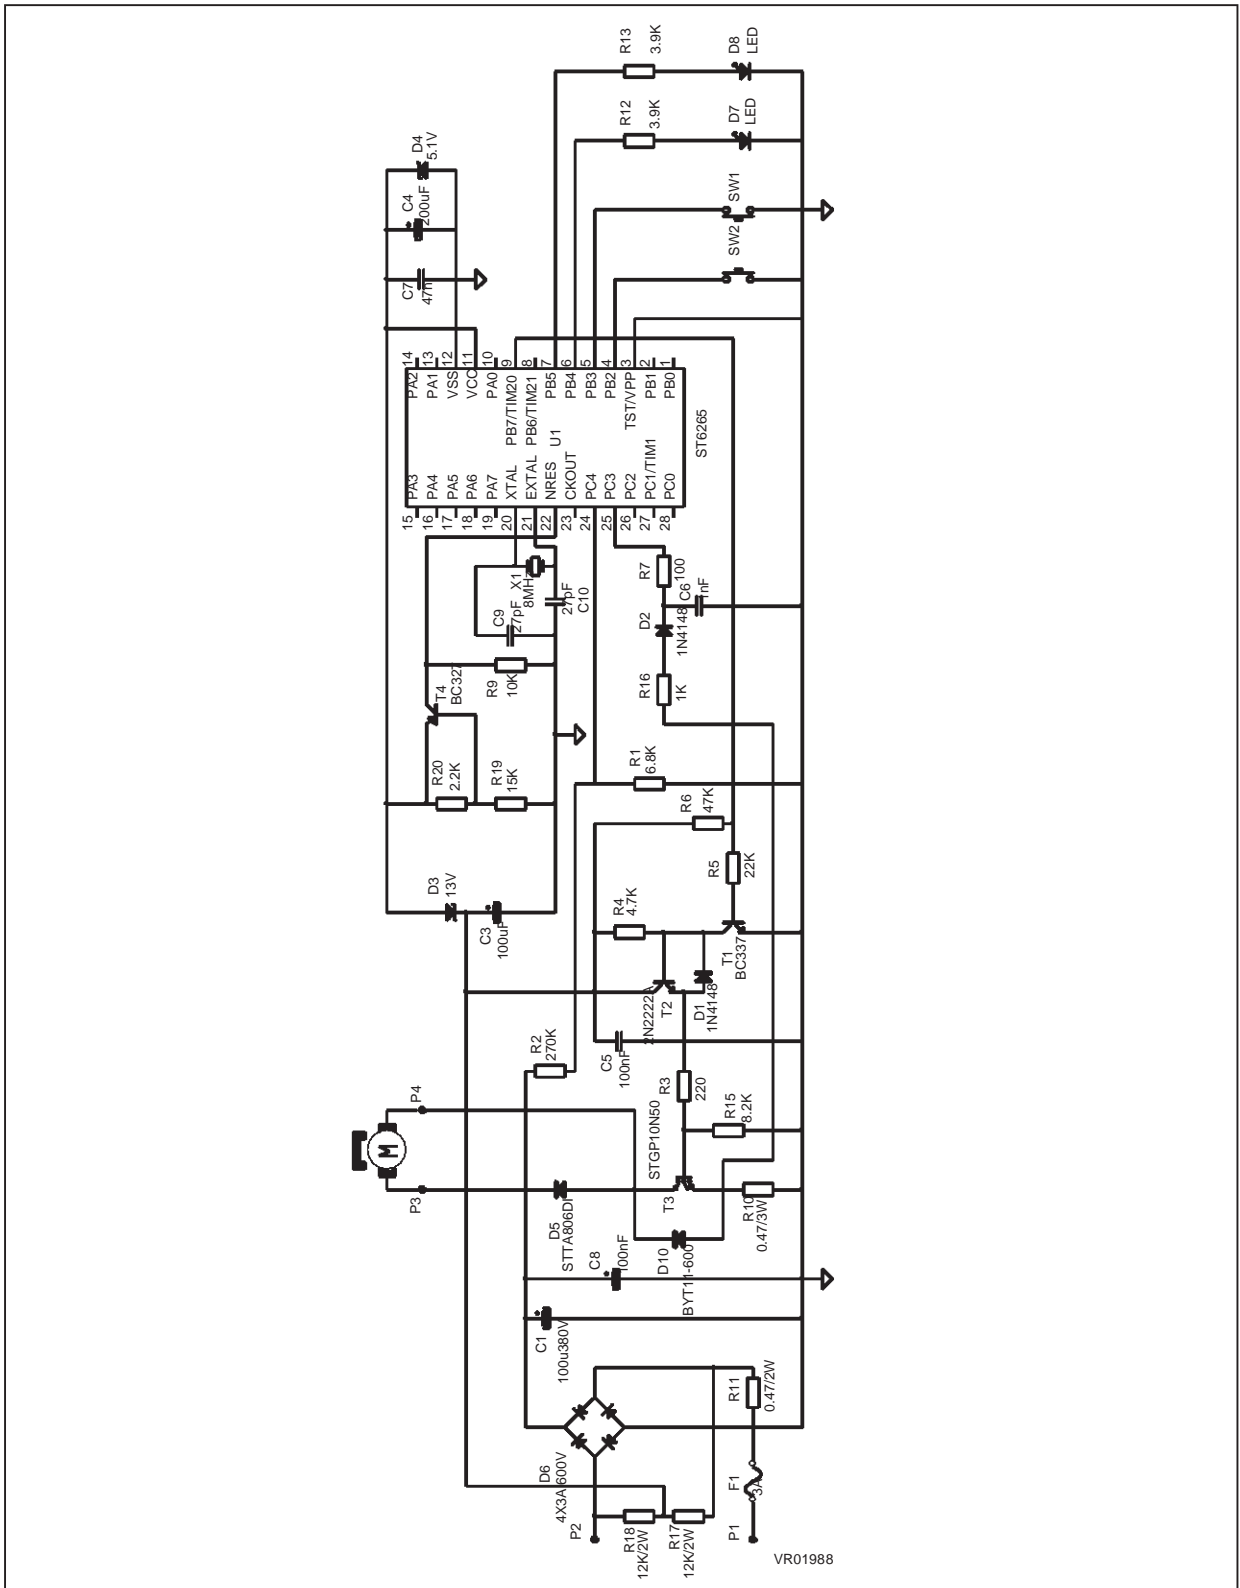 R13
3.9K
D8
LED
R12
3.9K
D7
LED
D4
5.1V
C4
200uF
SW1
SW2
C7
47n
14 PA2
13 PA1
12 VSS
11 VCC
10 PA0
9 PB7/TIM20
8 PB6/TIM21
7 PB5
6 PB4
5 PB3
4 PB2
3 TST/VPP
2 PB1
1 PB0
U1
ST6265
15 PA3
16 PA4
17 PA5
18 PA6
19 PA7
20 XTAL
21 EXTAL
22 NRES
23 CKOUT
24 PC4
25 PC3
26 PC2
27 PC1/TIM1
28 PC0
X1
8MHz
C9
27pF
27pF
C10
R7
100
C6
1nF
D2
1N4148
R9
10K
T4
BC327
R16
1K
R20
2.2K
R19
15K
R1
6.8K
R6
47K
R5
22K
D3
13V
C3
100uF
R4
4.7K
T1
BC337
2N2222A
T2
D1
1N4148
R2
270K
C5
100nF
R3
220
R15
8.2K
P4
M
P3
STGP10N50
T3
R10
0.47/3W
D5
STTA806DI
C8
100nF
D10
BYT11-600
C1
100u380V
R11
0.47/2W
D6
4X3A/600V
F1
3A
P2
R18
12K/2W
R17
12K/2W
P1
VR01988